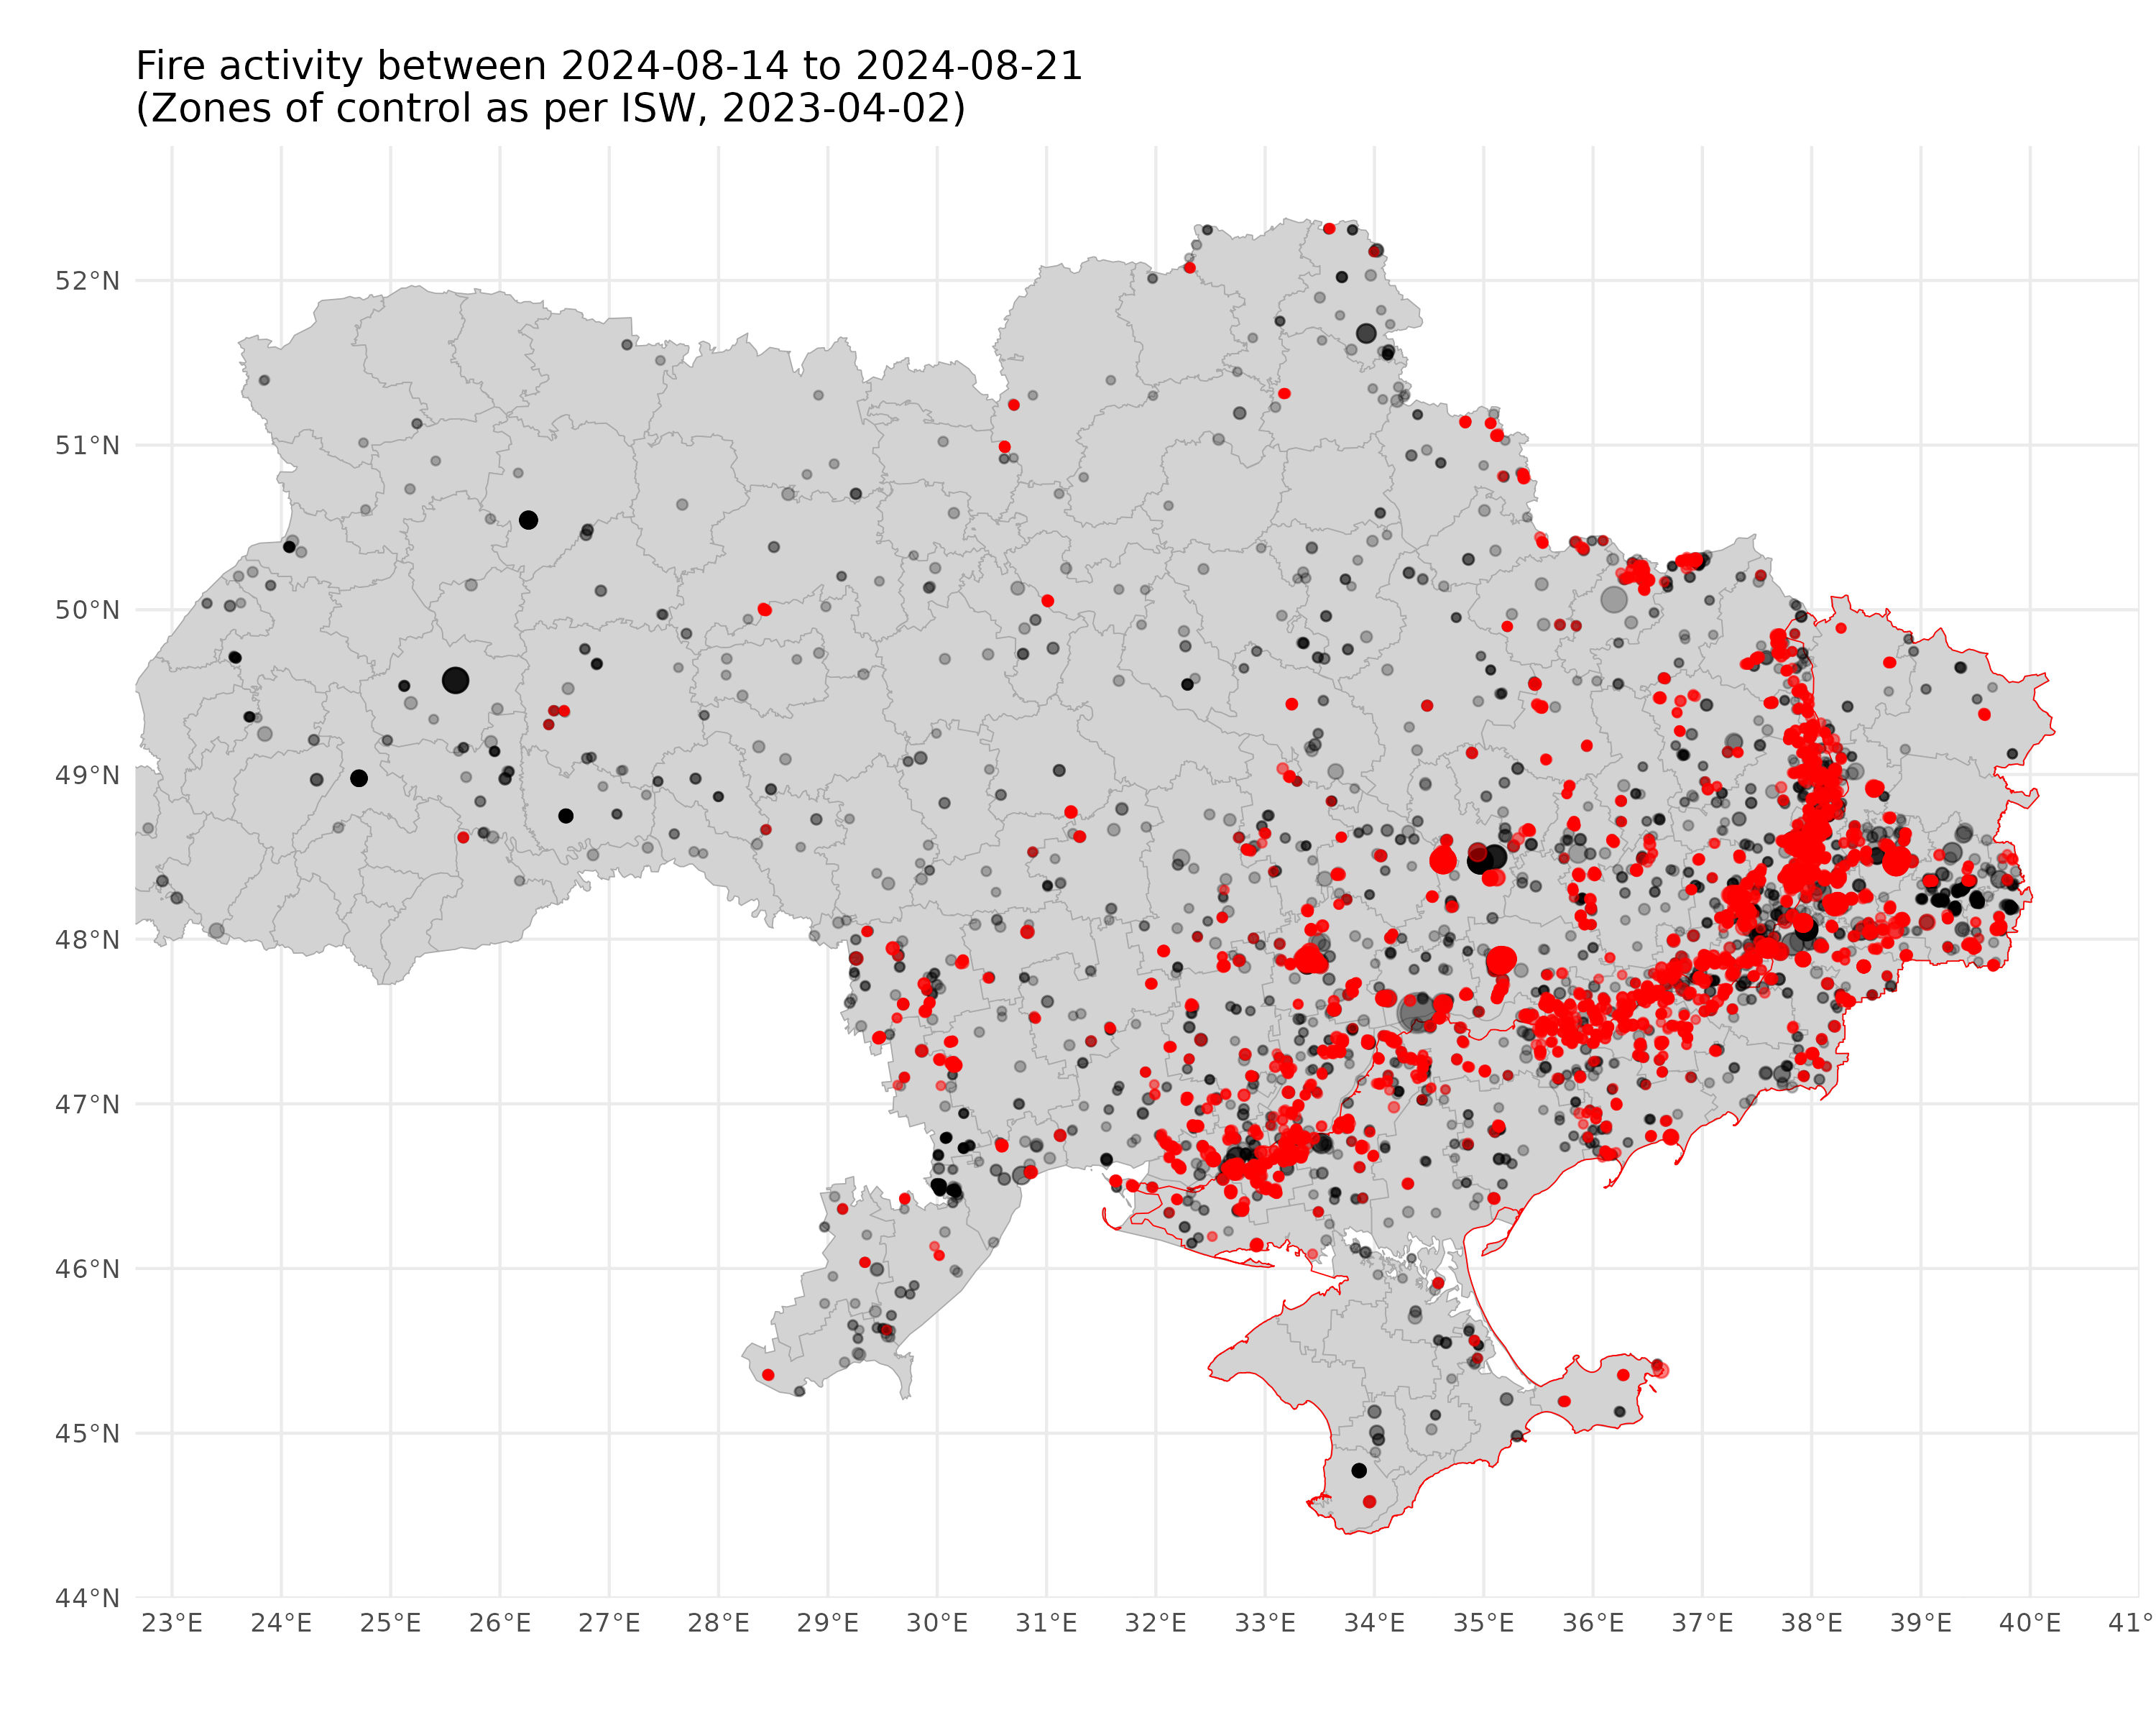 Fire activity between 2024-08-14 to 2024-08-21
(Zones of control as per ISW, 2023-04-02)
52°N
51°N
50°N
49°N
48°N
47°N
46°N
45°N
44°N
23°E 24°E 25°E 26°E 27°E 28°E 29°E 30°E 31°E 32°E 33°E 34°E 35°E 36°E 37°E 38°E 39°E 40°E 41°